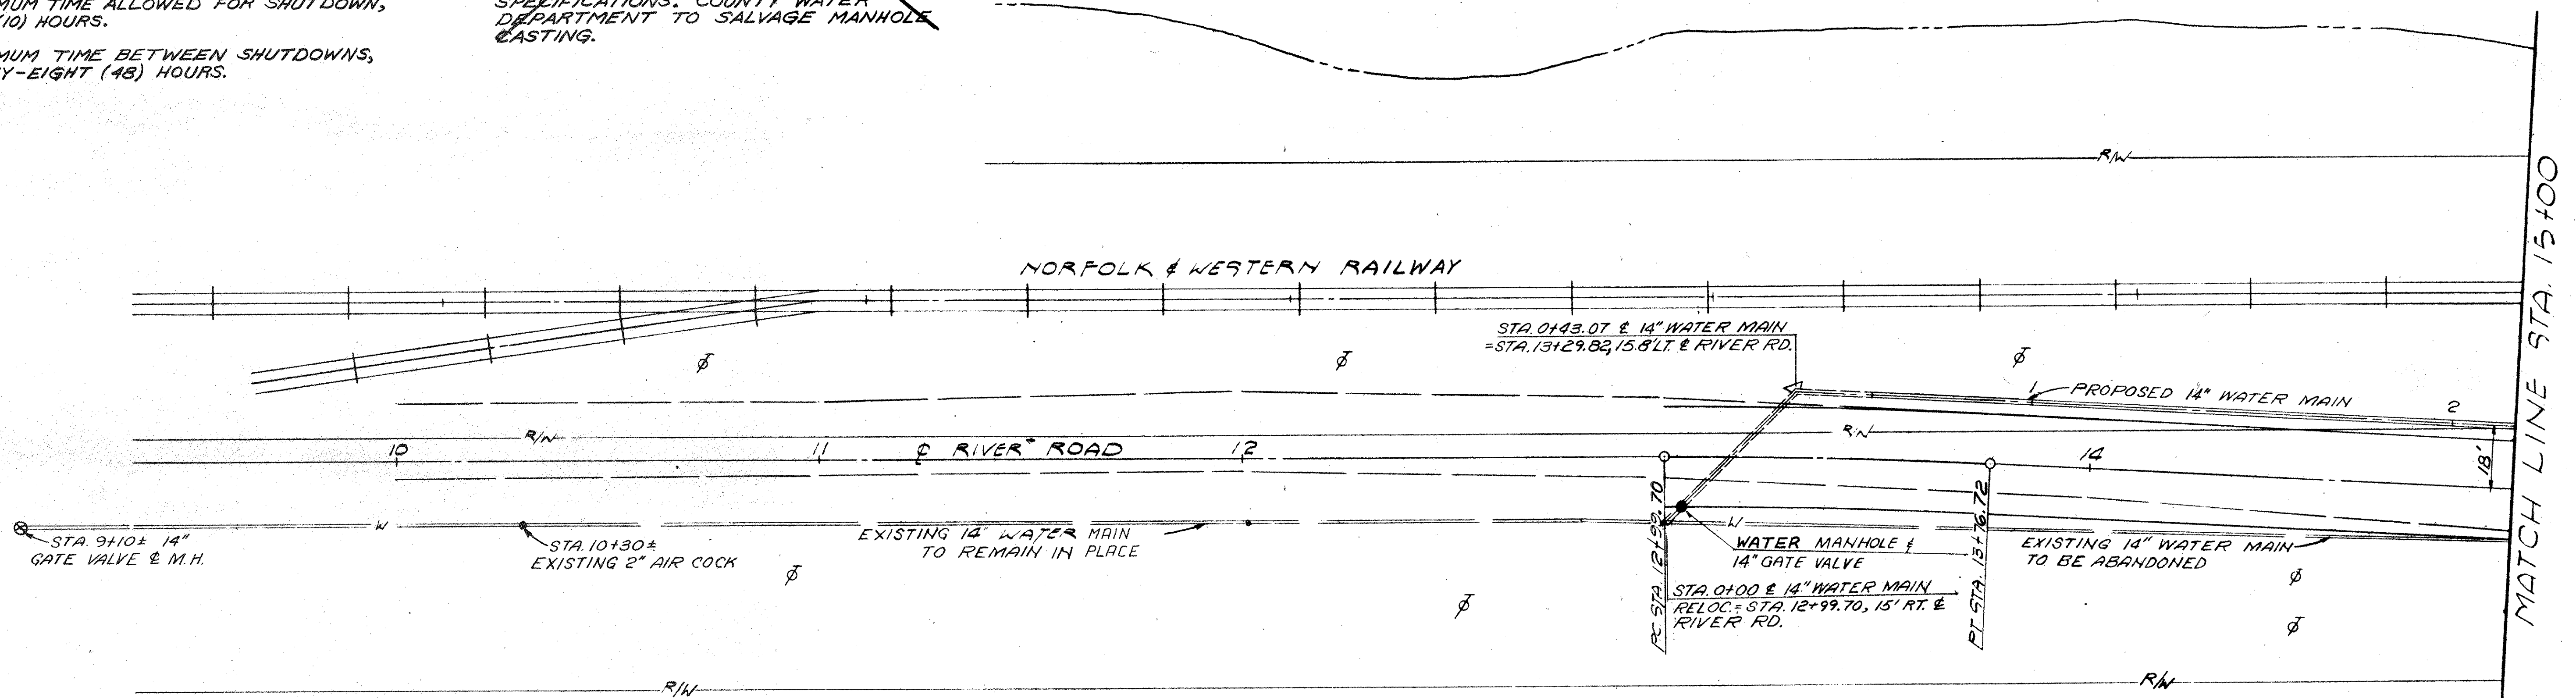 MUM TIME ALLOWED FOR SHUTDOWN,
(10) HOURS.
MUM TIME BETWEEN SHUTDOWNS,
Y-EIGHT (48) HOURS.
SPECIFICATIONS. COUNTY WATER
DEPARTMENT TO SALVAGE MANHOLE
CASTING.
R/W
NORFOLK & WESTERN RAILWAY
STA. 0+43.07 ℄ 14" WATER MAIN
=STA. 13+29.82, 15.8' LT. ℄ RIVER RD.
1
PROPOSED 14" WATER MAIN
2
R/W
R/W
10
11
℄ RIVER ROAD
12
14
18'
W
STA. 9+10± 14"
GATE VALVE & M.H.
STA. 10+30±
EXISTING 2" AIR COCK
EXISTING 14" WATER MAIN
TO REMAIN IN PLACE
PC STA. 12+99.70
W
WATER MANHOLE &
14" GATE VALVE
STA. 0+00 ℄ 14" WATER MAIN
RELOC.= STA. 12+99.70, 15' RT. ℄
RIVER RD.
PT STA. 13+76.72
EXISTING 14" WATER MAIN
TO BE ABANDONED
R/W
R/W
MATCH LINE STA. 15+00